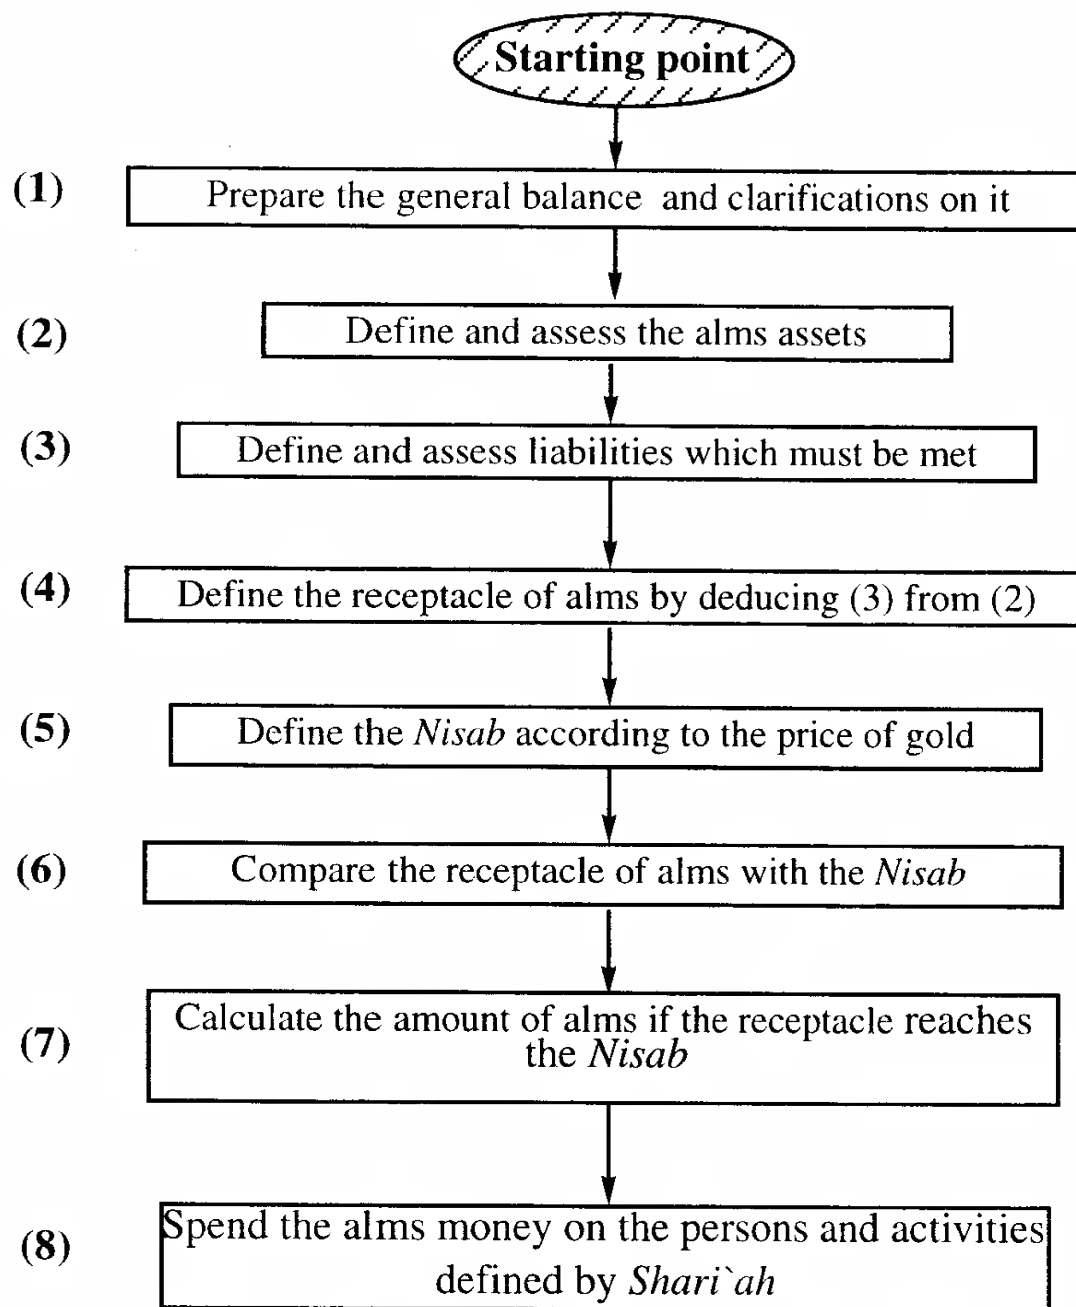 Starting point
(1) Prepare the general balance and clarifications on it
(2) Define and assess the alms assets
(3) Define and assess liabilities which must be met
(4) Define the receptacle of alms by deducing (3) from (2)
(5) Define the Nisab according to the price of gold
(6) Compare the receptacle of alms with the Nisab
(7) Calculate the amount of alms if the receptacle reaches
the Nisab
(8) Spend the alms money on the persons and activities
defined by Shari`ah